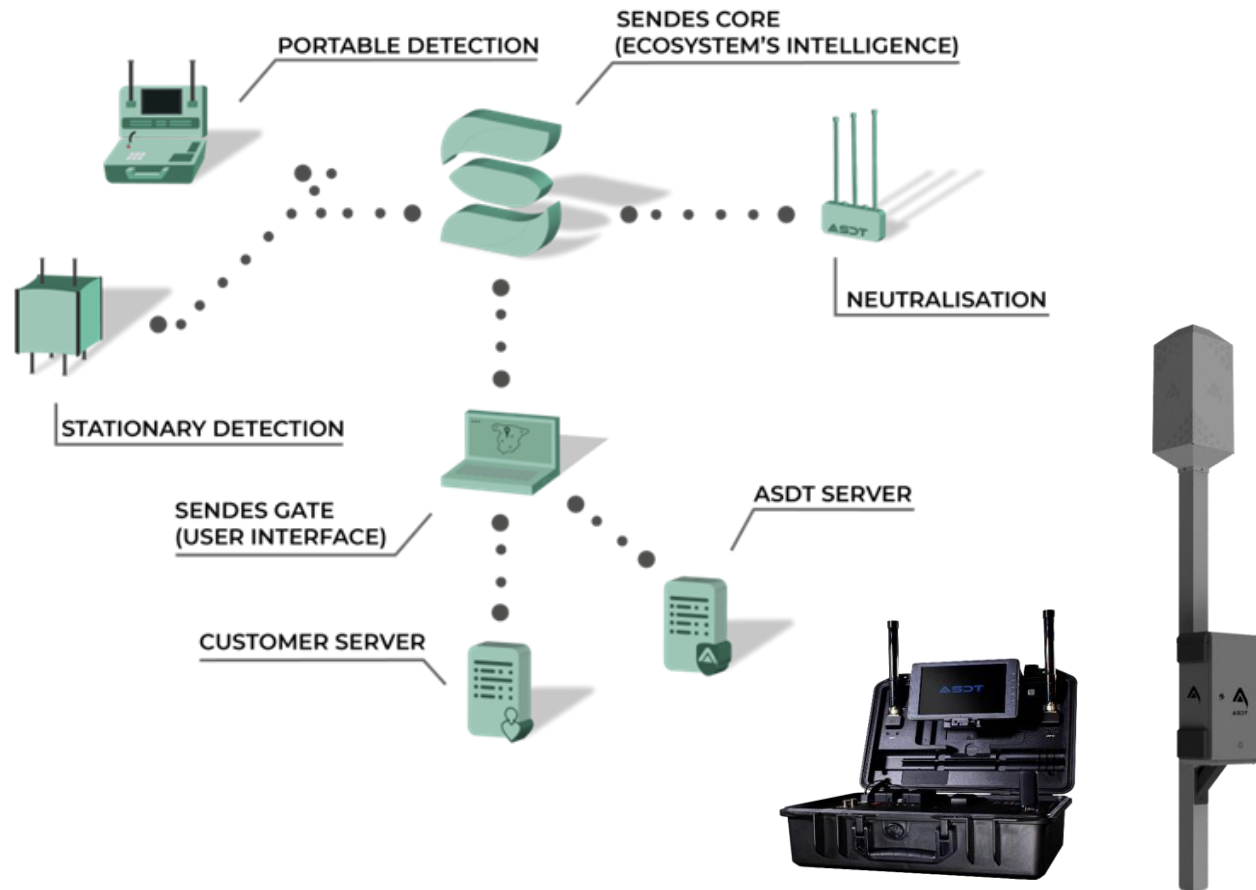 SENDES CORE
(ECOSYSTEM'S INTELLIGENCE)
PORTABLE DETECTION
ASDT
NEUTRALISATION
STATIONARY DETECTION
ASDT SERVER
SENDES GATE
(USER INTERFACE)
CUSTOMER SERVER
ASDT
ASDT